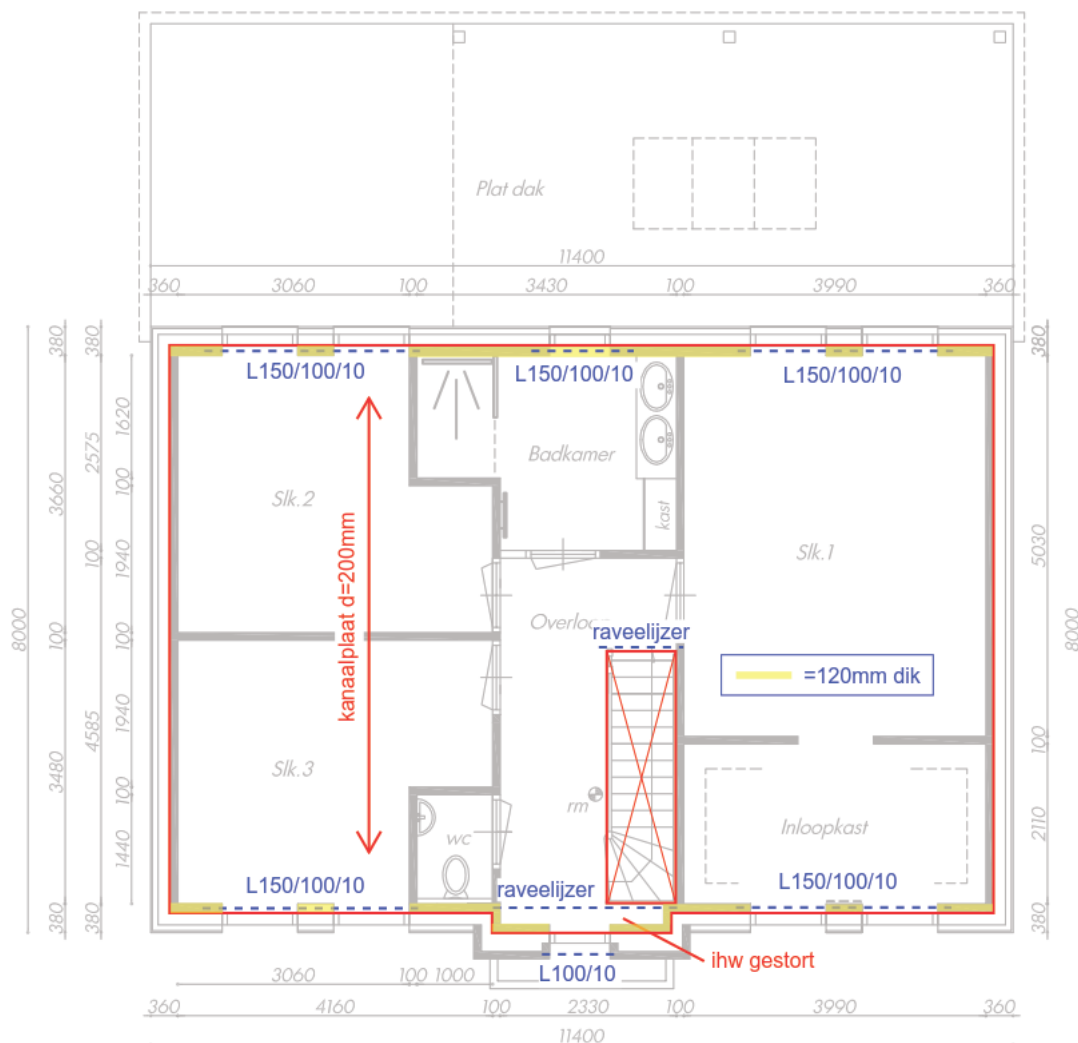 Plat dak
11400
360 3060 100 3430 100 3990 360
380 380 380
L150/100/10 L150/100/10 L150/100/10
8000
3660
100
3480
380
2575
100
4585
380
1620
100
1940
100
1940
100
1440
Slk.2
Badkamer
kast
Slk.1
kanaalplaat d=200mm
Overloop
raveelijzer
=120mm dik
Slk.3
rm
wc
Inloopkast
L150/100/10 raveelijzer L150/100/10
ihw gestort
L100/10
5030
100
2110
380
8000
3060 100 1000
360 4160 100 2330 100 3990 360
11400